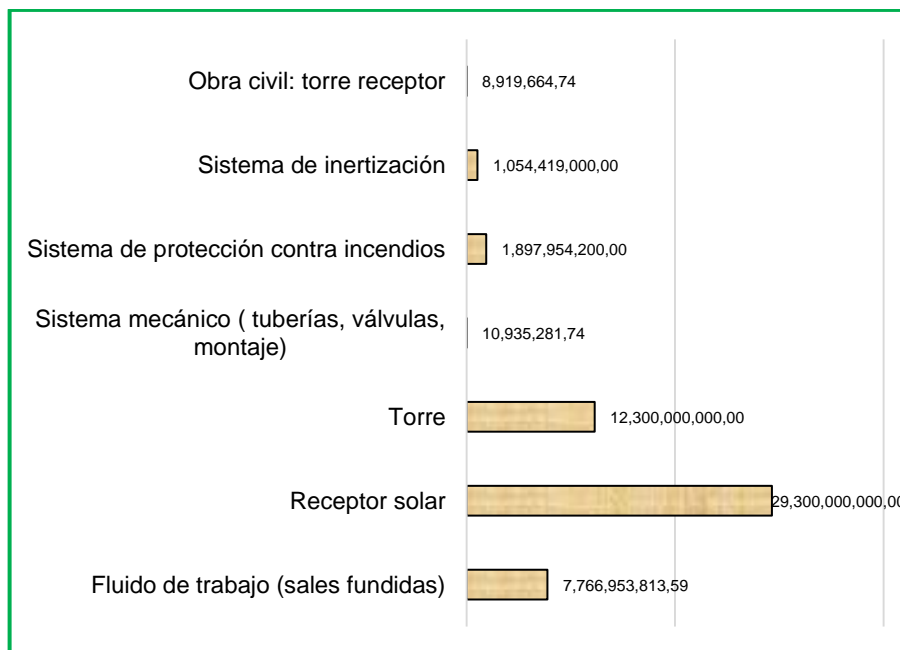 Obra civil: torre receptor 8,919,664,74
Sistema de inertización 1,054,419,000,00
Sistema de protección contra incendios 1,897,954,200,00
Sistema mecánico ( tuberías, válvulas,
montaje) 10,935,281,74
Torre 12,300,000,000,00
Receptor solar 29,300,000,000,00
Fluido de trabajo (sales fundidas) 7,766,953,813,59